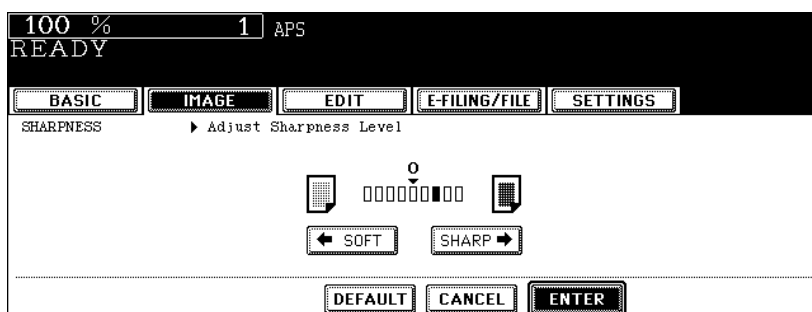 100 % 1 APS
READY
BASIC IMAGE EDIT E-FILING/FILE SETTINGS
SHARPNESS Adjust Sharpness Level
0
SOFT SHARP
DEFAULT CANCEL ENTER